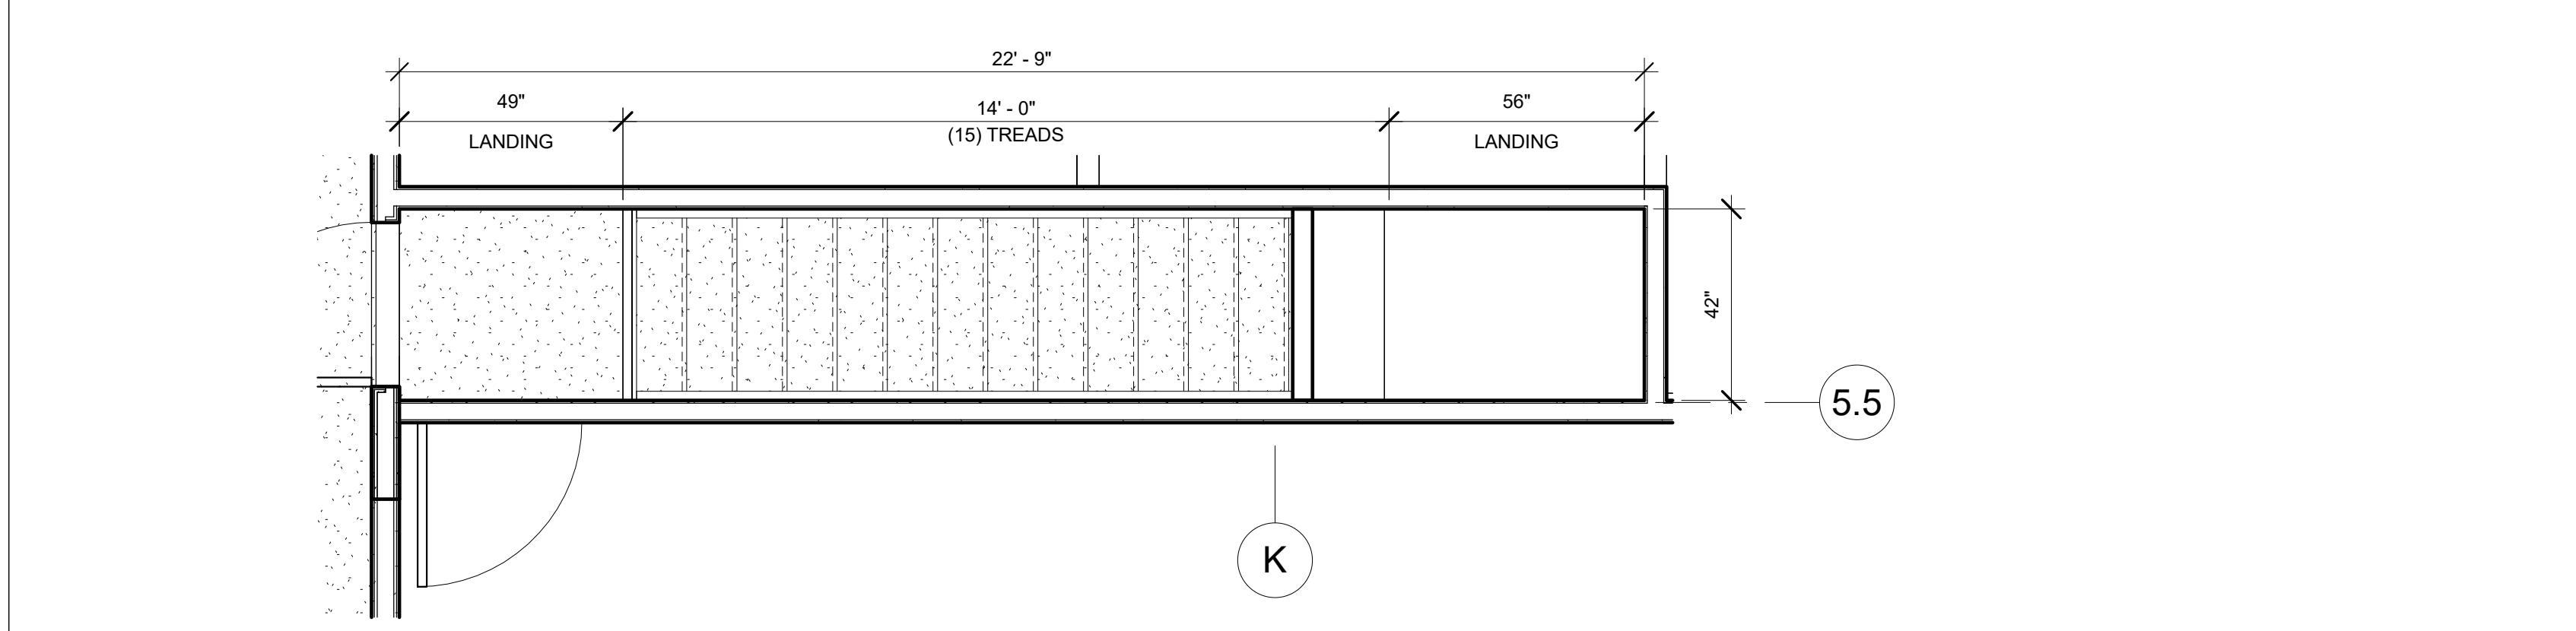 22' - 9"
49"
14' - 0"
56"
LANDING
(15) TREADS
LANDING
42"
5.5
K